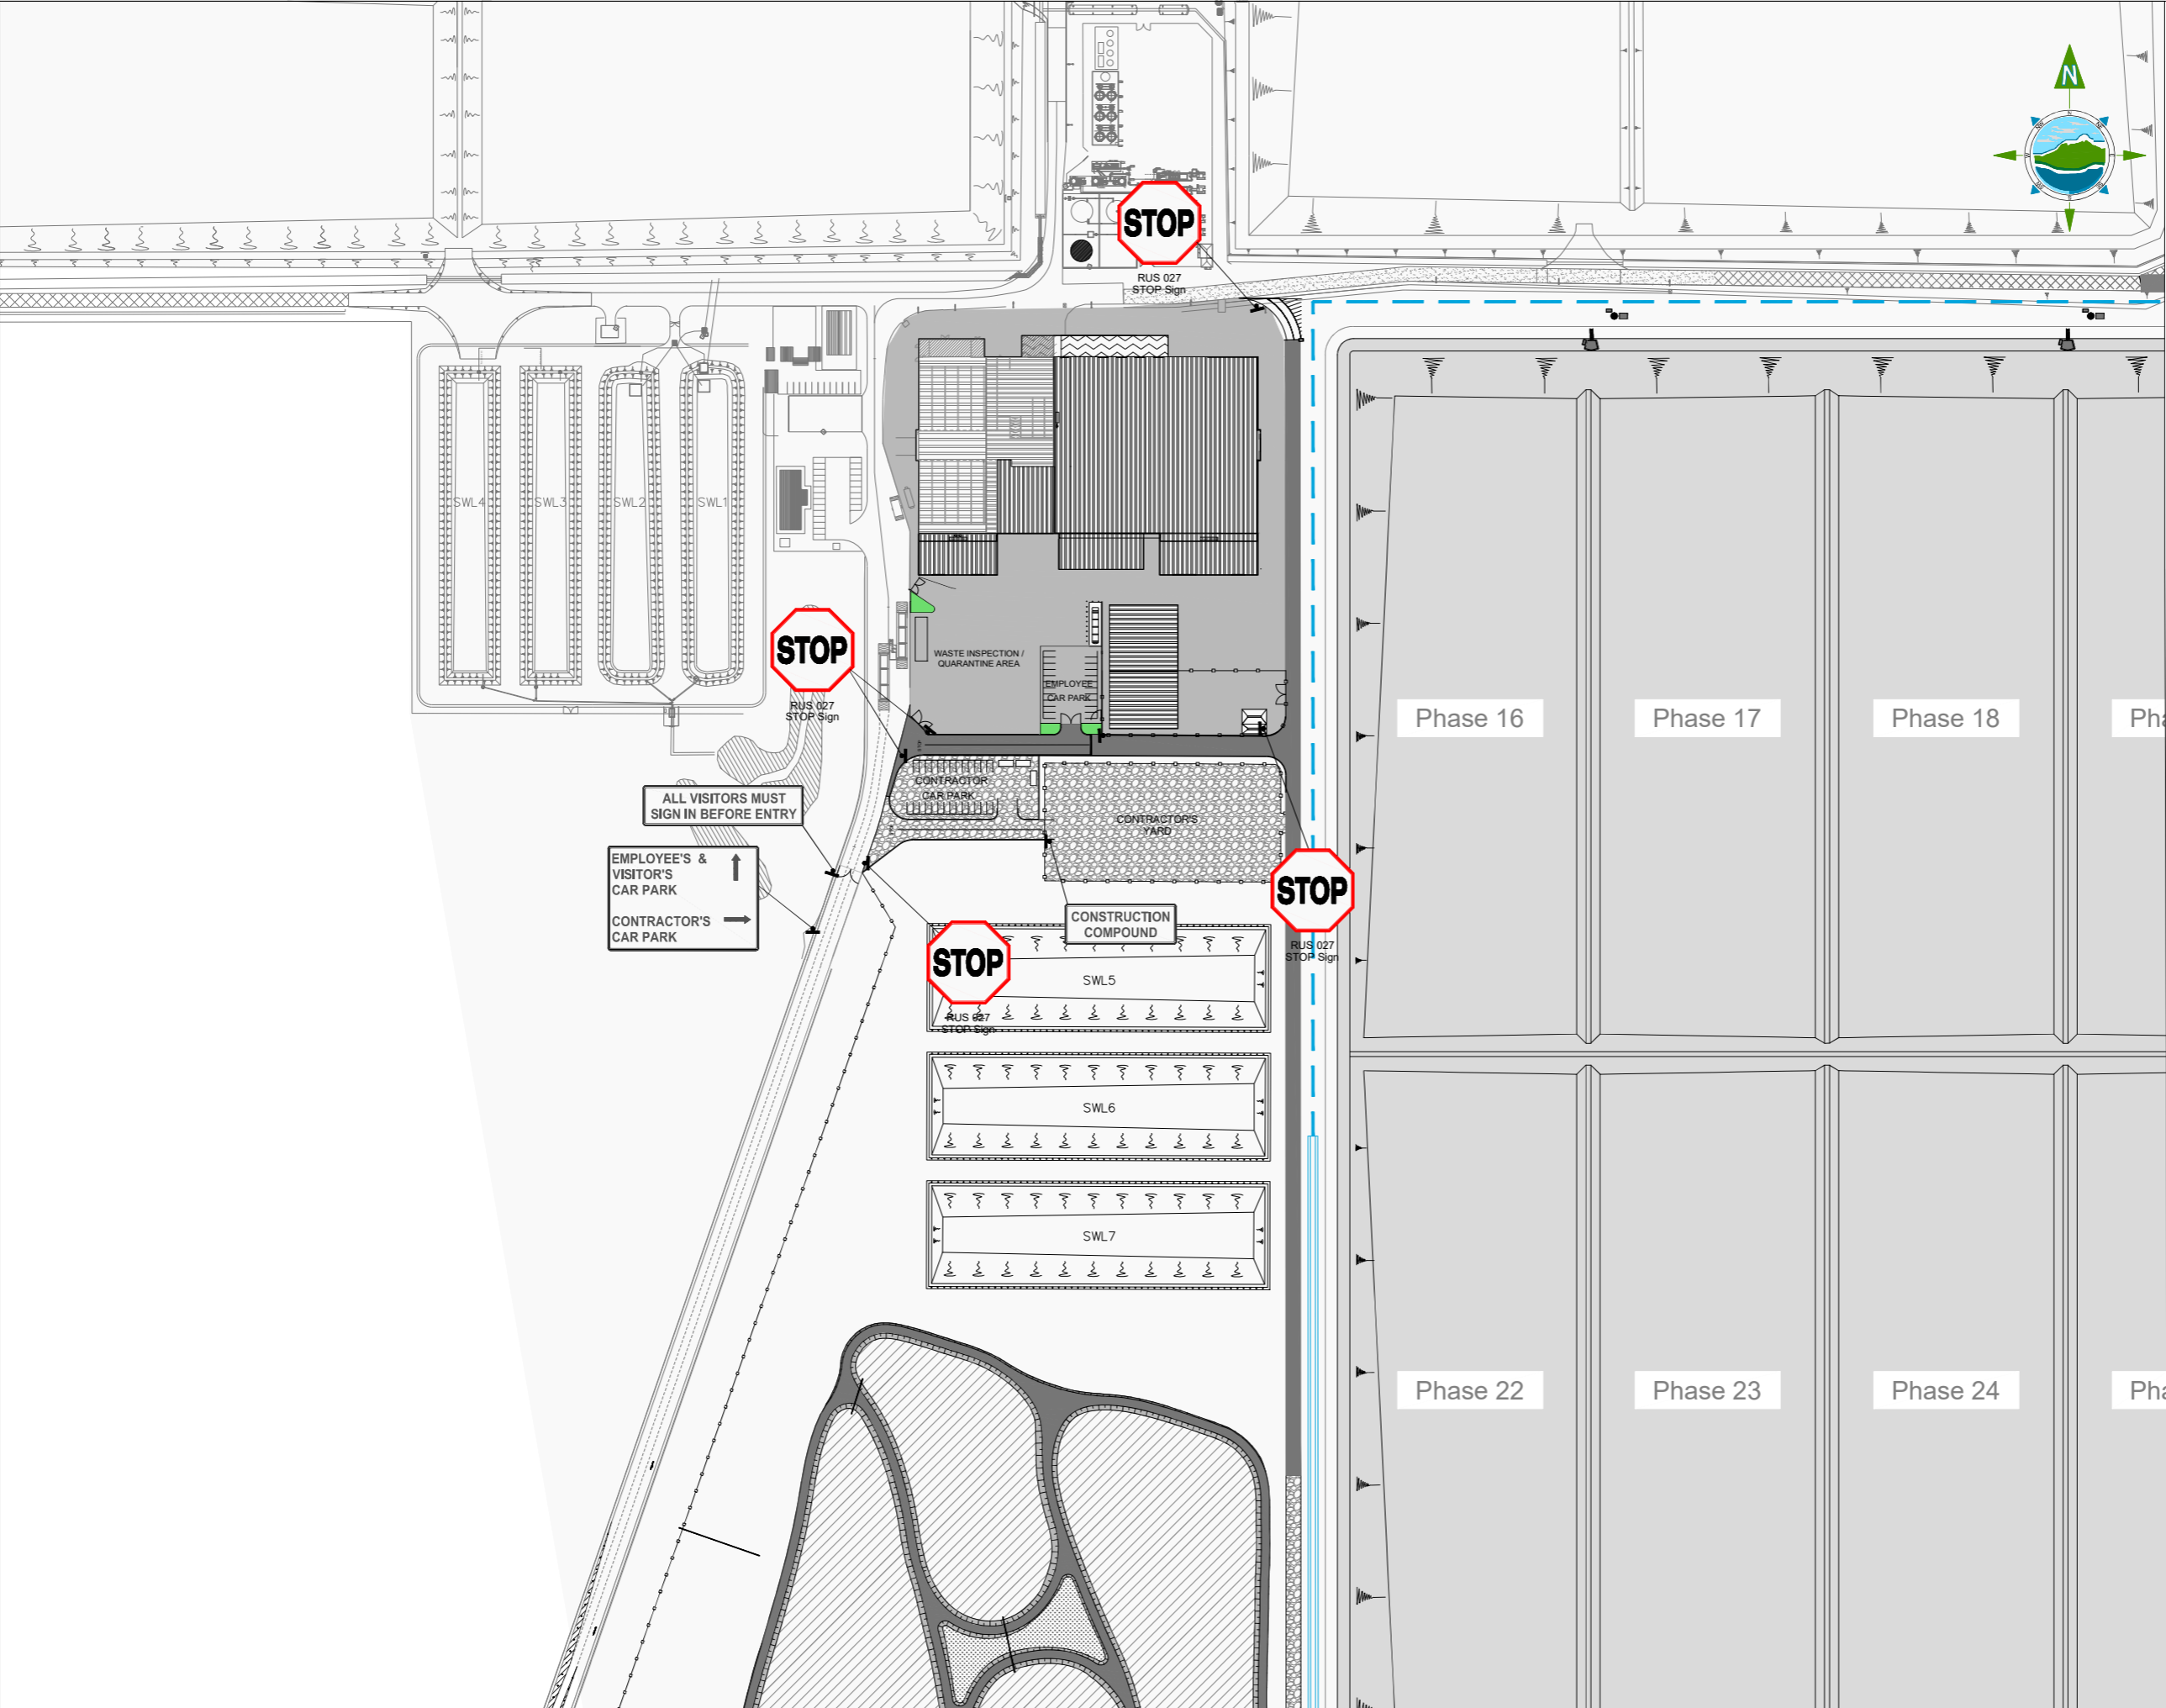 N
STOP
RUS 027
STOP Sign
SWL4
SWL3
SWL2
SWL1
STOP
RUS 027
STOP Sign
WASTE INSPECTION /
QUARANTINE AREA
EMPLOYEE
CAR PARK
Phase 16
Phase 17
Phase 18
CONTRACTOR
CAR PARK
CONTRACTOR'S
YARD
ALL VISITORS MUST
SIGN IN BEFORE ENTRY
EMPLOYEE'S &
VISITOR'S
CAR PARK
CONTRACTOR'S
CAR PARK
STOP
RUS 027
STOP Sign
CONSTRUCTION
COMPOUND
STOP
RUS 027
STOP Sign
SWL5
SWL6
SWL7
Phase 22
Phase 23
Phase 24